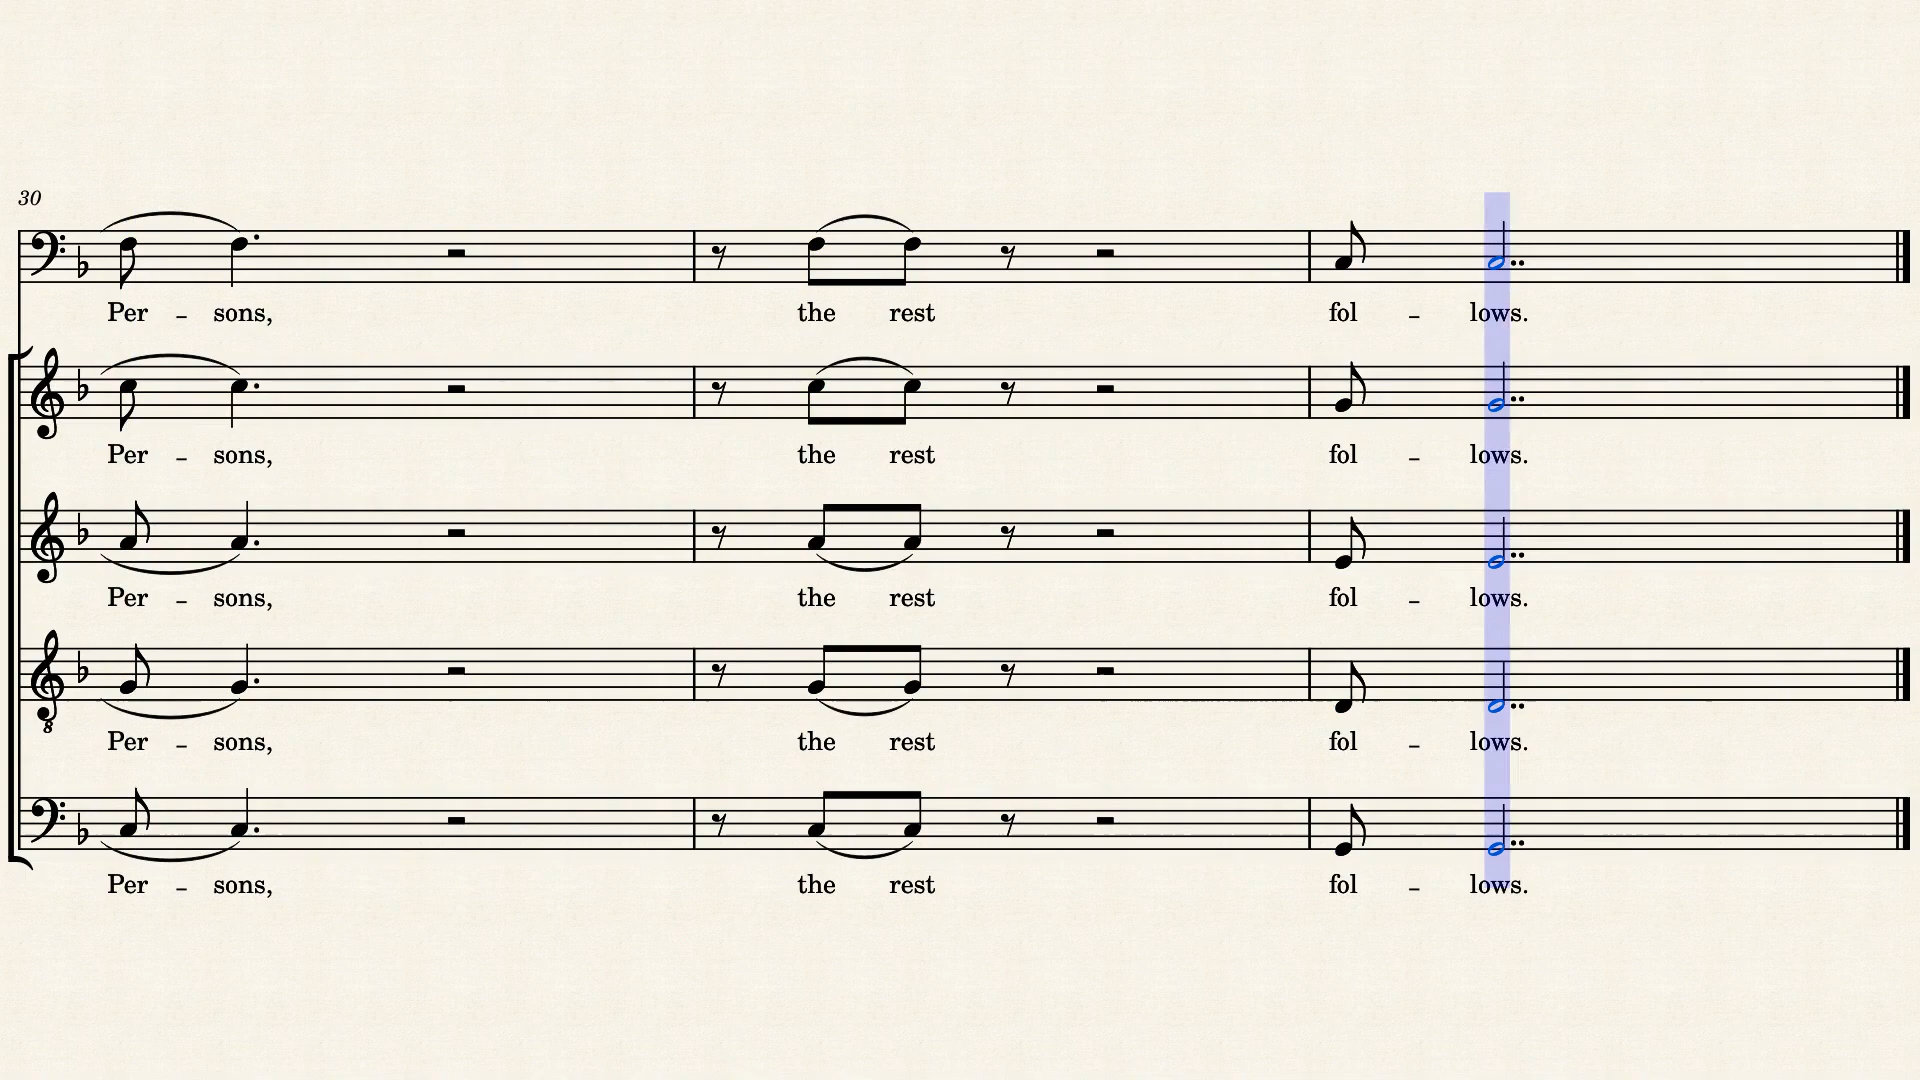 30
Per - sons, the rest fol - lows.
Per - sons, the rest fol - lows.
Per - sons, the rest fol - lows.
8
Per - sons, the rest fol - lows.
Per - sons, the rest fol - lows.